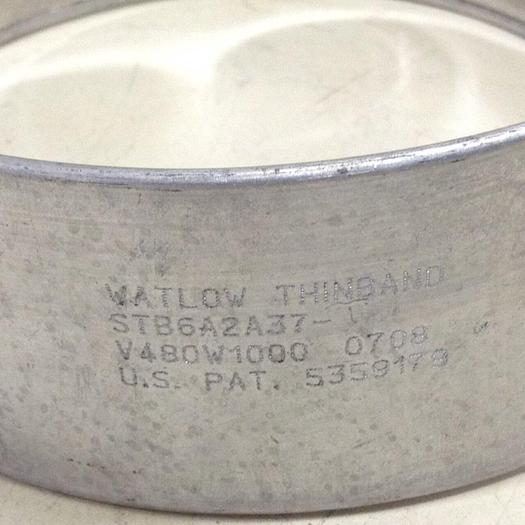 WATLOW THINBAND
STB6A2A37-
V480W1000 0708
U.S. PAT. 5359179